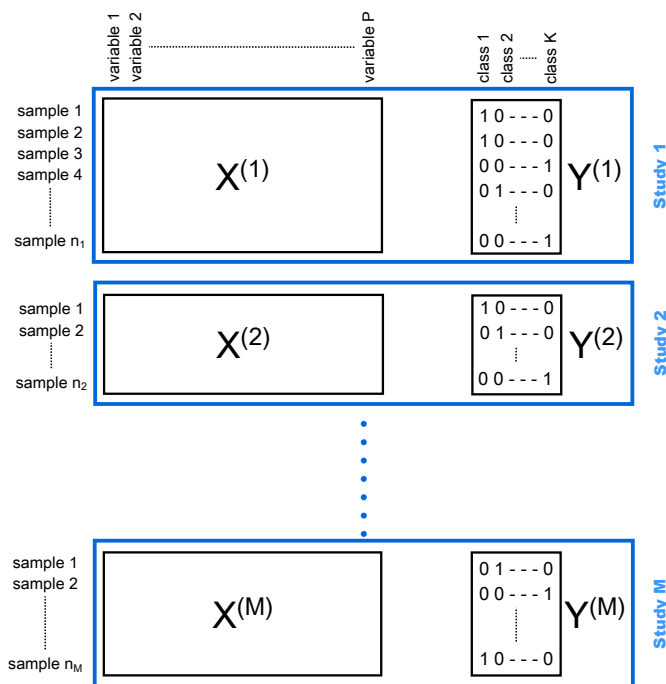 variable 1
variable 2
variable P
class 1
class 2
class K
sample 1
sample 2
sample 3
sample 4
sample n₁
X⁽¹⁾
1 0 - - - 0
1 0 - - - 0
0 0 - - - 1
0 1 - - - 0
0 0 - - - 1
Y⁽¹⁾
Study 1
sample 1
sample 2
sample n₂
X⁽²⁾
1 0 - - - 0
0 1 - - - 0
0 0 - - - 1
Y⁽²⁾
Study 2
sample 1
sample 2
sample n_M
X^(M)
0 1 - - - 0
0 0 - - - 1
1 0 - - - 0
Y^(M)
Study M